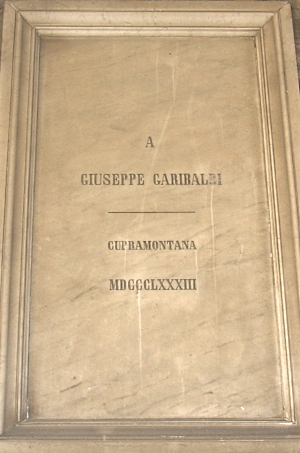 A
GIUSEPPE GARIBALDI
CUPRAMONTANA
MDCCCLXXXIII